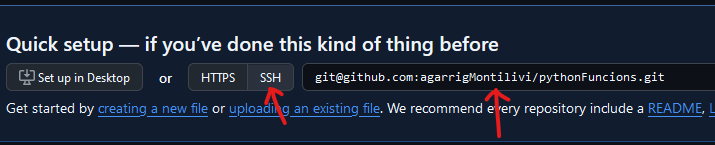 Quick setup — if you’ve done this kind of thing before
Set up in Desktop or HTTPS SSH git@github.com:agarrigMontilivi/pythonFuncions.git
Get started by creating a new file or uploading an existing file. We recommend every repository include a README,